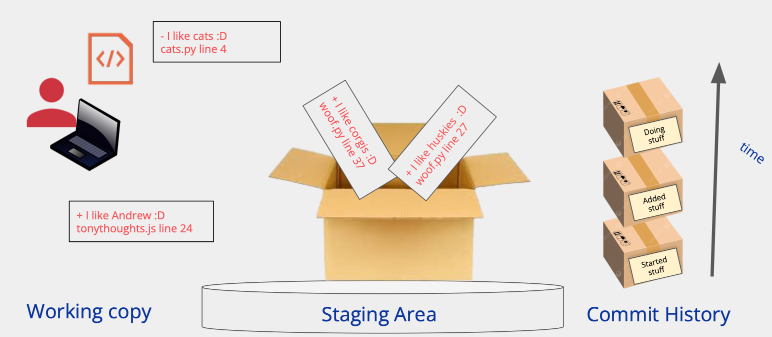 - I like cats :D
cats.py line 4
</>
+ I like corgis :D
woof.py line 37
+ I like huskies :D
woof.py line 27
+ I like Andrew :D
tonythoughts.js line 24
Doing
stuff
Added
stuff
Started
stuff
time
Working copy
Staging Area
Commit History